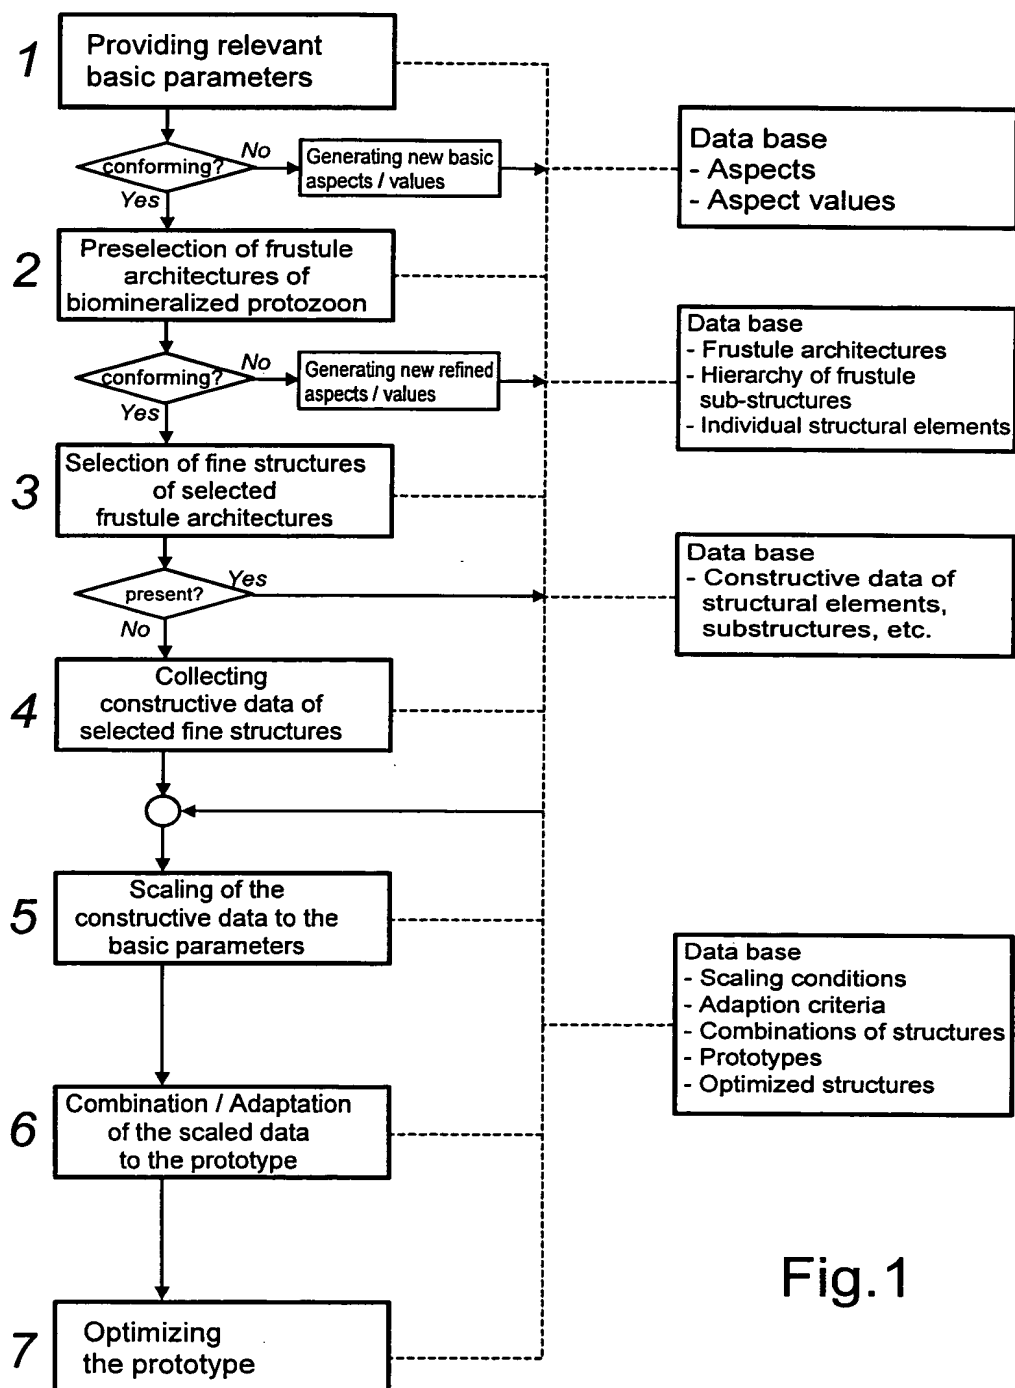 1
Providing relevant
basic parameters
conforming?
No
Yes
Generating new basic
aspects / values
Data base
- Aspects
- Aspect values
2
Preselection of frustule
architectures of
biomineralized protozoon
conforming?
No
Yes
Generating new refined
aspects / values
Data base
- Frustule architectures
- Hierarchy of frustule
sub-structures
- Individual structural elements
3
Selection of fine structures
of selected
frustule architectures
present?
Yes
No
Data base
- Constructive data of
structural elements,
substructures, etc.
4
Collecting
constructive data of
selected fine structures
5
Scaling of the
constructive data to the
basic parameters
Data base
- Scaling conditions
- Adaption criteria
- Combinations of structures
- Prototypes
- Optimized structures
6
Combination / Adaptation
of the scaled data
to the prototype
7
Optimizing
the prototype
Fig.1